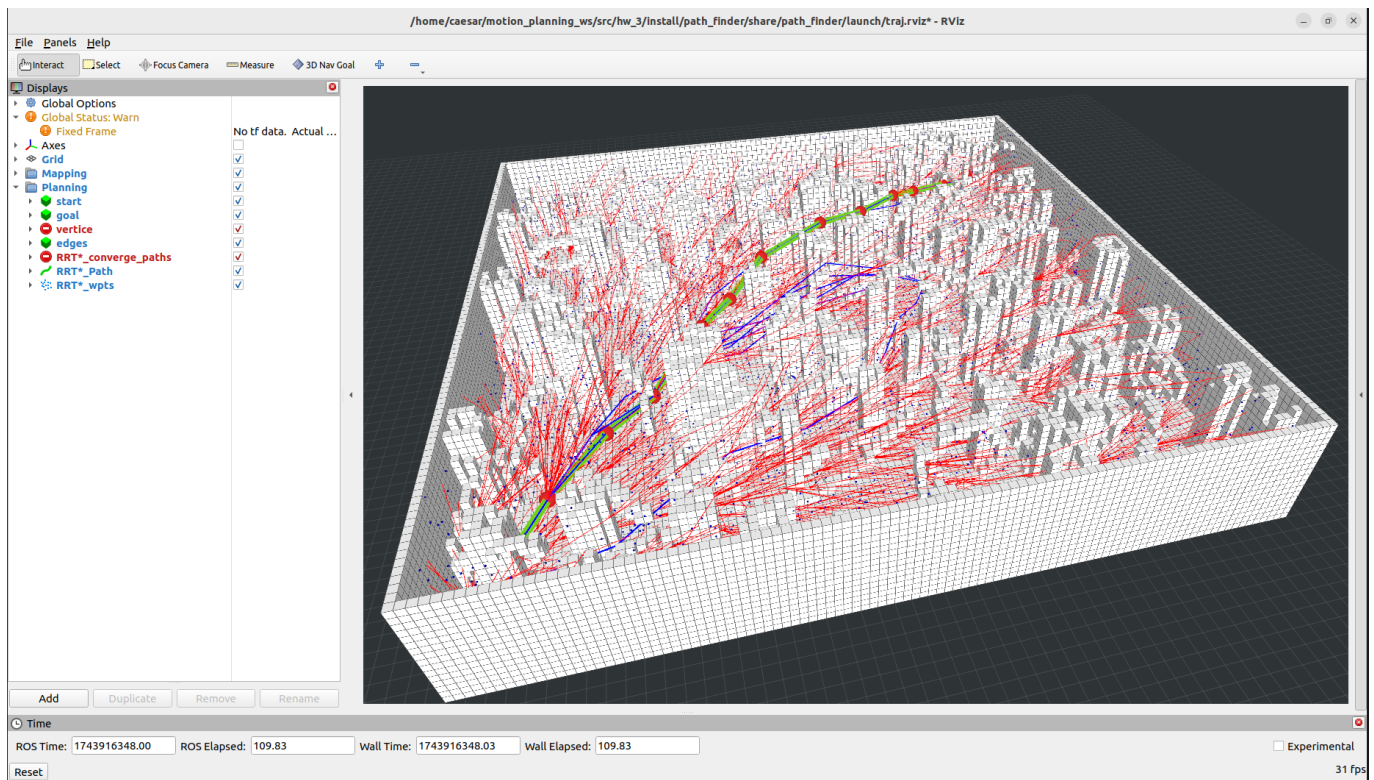 /home/caesar/motion_planning_ws/src/hw_3/install/path_finder/share/path_finder/launch/traj.rviz* - RViz
File Panels Help
Interact Select Focus Camera Measure 3D Nav Goal
Displays
Global Options
Global Status: Warn
Fixed Frame No tf data. Actual ...
Axes
Grid
Mapping
Planning
start
goal
vertice
edges
RRT*_converge_paths
RRT*_Path
RRT*_wpts
Add Duplicate Remove Rename
Time
ROS Time: 1743916348.00 ROS Elapsed: 109.83 Wall Time: 1743916348.03 Wall Elapsed: 109.83 Experimental
Reset 31 fps